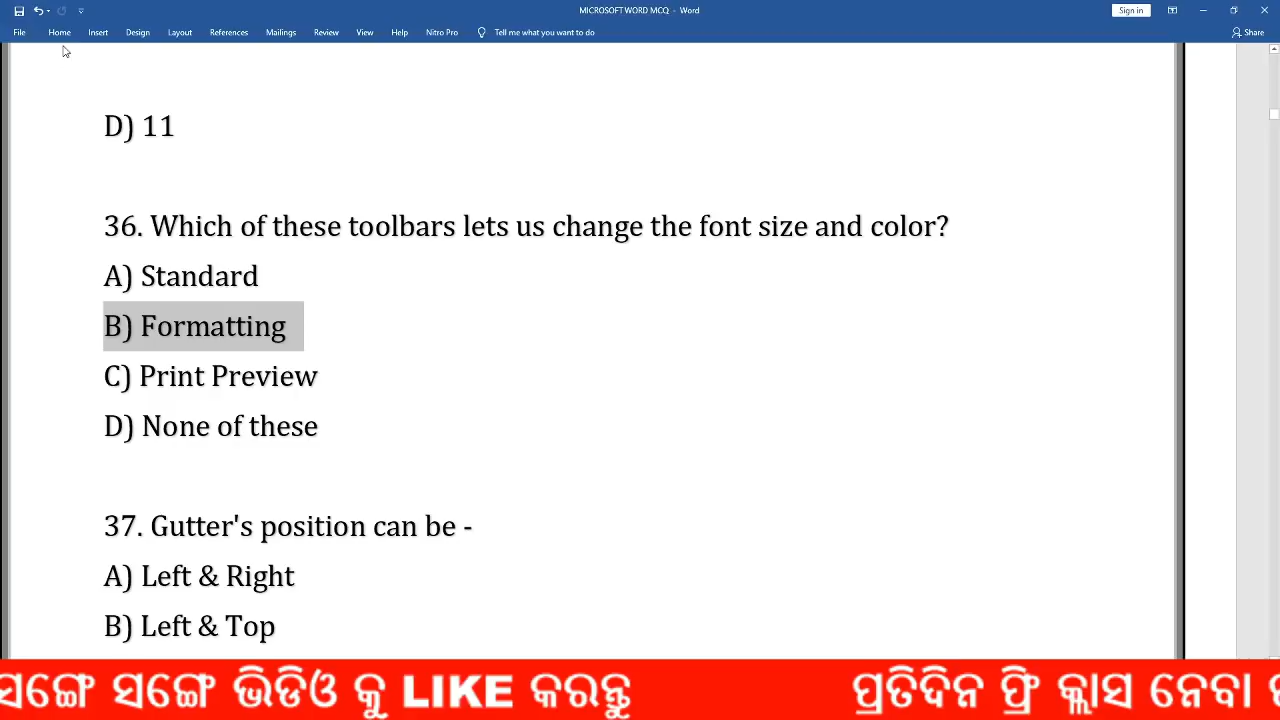 MICROSOFT WORD MCQ - Word
Sign in
File Home Insert Design Layout References Mailings Review View Help Nitro Pro Tell me what you want to do Share
D) 11
36. Which of these toolbars lets us change the font size and color?
A) Standard
B) Formatting
C) Print Preview
D) None of these
37. Gutter's position can be -
A) Left & Right
B) Left & Top
ସଙ୍ଗେ ସଙ୍ଗେ ଭିଡିଓ କୁ LIKE କରନ୍ତୁ ପ୍ରତିଦିନ ଫ୍ରି କ୍ଲାସ ନେବା